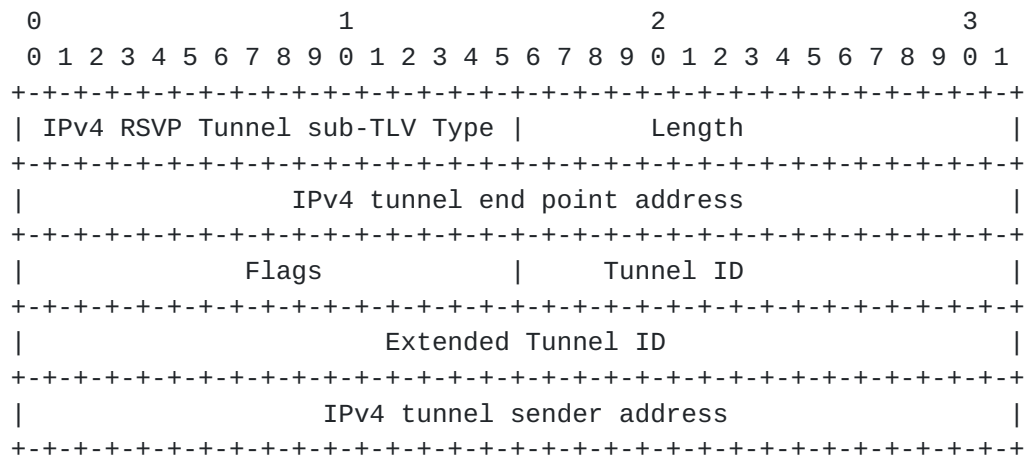 0                   1                   2                   3
 0 1 2 3 4 5 6 7 8 9 0 1 2 3 4 5 6 7 8 9 0 1 2 3 4 5 6 7 8 9 0 1
+-+-+-+-+-+-+-+-+-+-+-+-+-+-+-+-+-+-+-+-+-+-+-+-+-+-+-+-+-+-+-+-+
| IPv4 RSVP Tunnel sub-TLV Type |        Length                 |
+-+-+-+-+-+-+-+-+-+-+-+-+-+-+-+-+-+-+-+-+-+-+-+-+-+-+-+-+-+-+-+-+
|                 IPv4 tunnel end point address                 |
+-+-+-+-+-+-+-+-+-+-+-+-+-+-+-+-+-+-+-+-+-+-+-+-+-+-+-+-+-+-+-+-+
|              Flags            |     Tunnel ID                 |
+-+-+-+-+-+-+-+-+-+-+-+-+-+-+-+-+-+-+-+-+-+-+-+-+-+-+-+-+-+-+-+-+
|                       Extended Tunnel ID                      |
+-+-+-+-+-+-+-+-+-+-+-+-+-+-+-+-+-+-+-+-+-+-+-+-+-+-+-+-+-+-+-+-+
|                   IPv4 tunnel sender address                  |
+-+-+-+-+-+-+-+-+-+-+-+-+-+-+-+-+-+-+-+-+-+-+-+-+-+-+-+-+-+-+-+-+